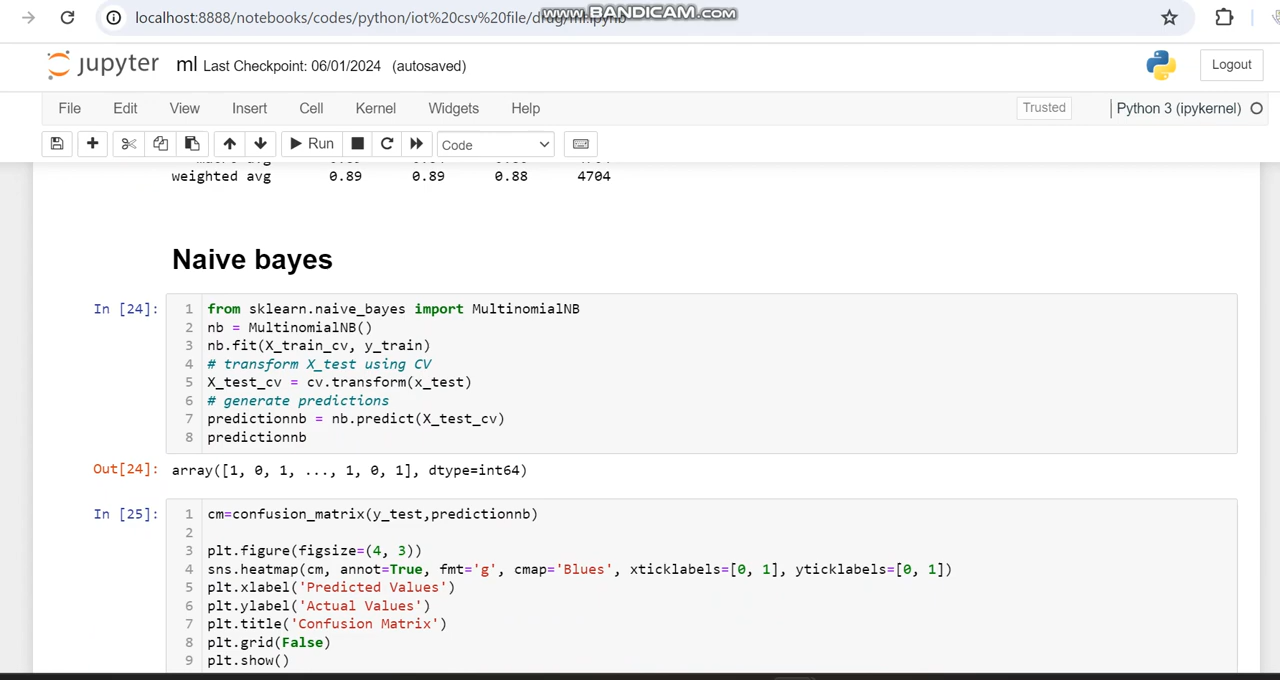 localhost:8888/notebooks/codes/python/iot%20csv%20file/drag/ml.ipynb
www.BANDICAM.com
jupyter ml Last Checkpoint: 06/01/2024 (autosaved)
Logout
File Edit View Insert Cell Kernel Widgets Help
Trusted
Python 3 (ipykernel)
Run
Code
weighted avg 0.89 0.89 0.88 4704
Naive bayes
In [24]:
1 from sklearn.naive_bayes import MultinomialNB
2 nb = MultinomialNB()
3 nb.fit(X_train_cv, y_train)
4 # transform X_test using CV
5 X_test_cv = cv.transform(x_test)
6 # generate predictions
7 predictionnb = nb.predict(X_test_cv)
8 predictionnb
Out[24]: array([1, 0, 1, ..., 1, 0, 1], dtype=int64)
In [25]:
1 cm=confusion_matrix(y_test,predictionnb)
2
3 plt.figure(figsize=(4, 3))
4 sns.heatmap(cm, annot=True, fmt='g', cmap='Blues', xticklabels=[0, 1], yticklabels=[0, 1])
5 plt.xlabel('Predicted Values')
6 plt.ylabel('Actual Values')
7 plt.title('Confusion Matrix')
8 plt.grid(False)
9 plt.show()